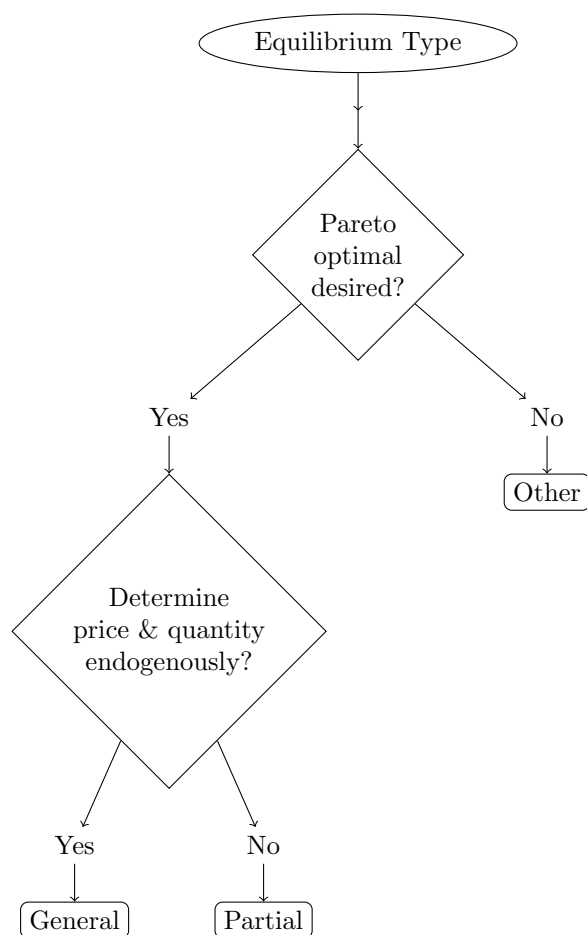 Equilibrium Type
Pareto
optimal
desired?
Yes
No
Other
Determine
price & quantity
endogenously?
Yes
No
General
Partial